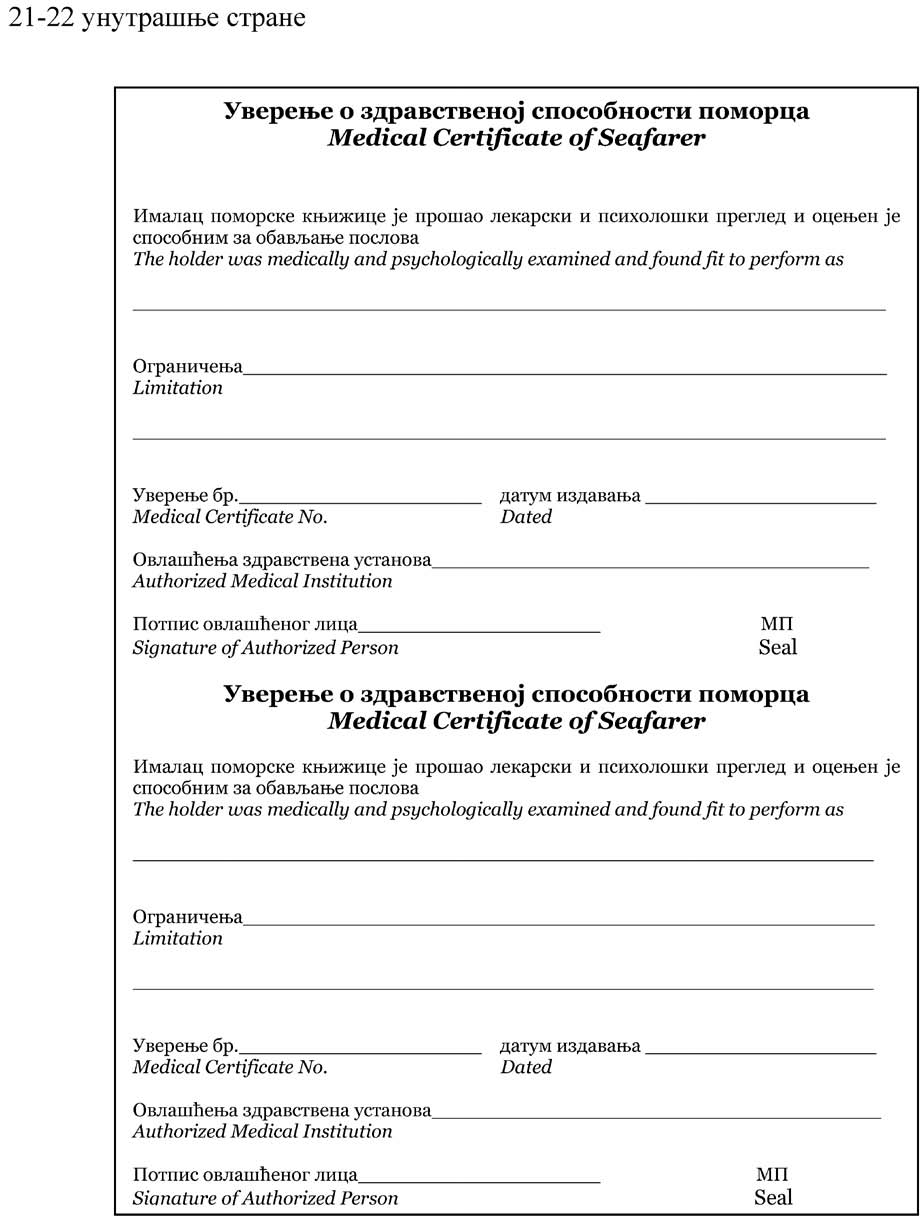 21-22 унутрашње стране
Уверење о здравственој способности поморца
Medical Certificate of Seafarer
Ималац поморске књижице је прошао лекарски и психолошки преглед и оцењен је
способним за обављање послова
The holder was medically and psychologically examined and found fit to perform as
Ограничења
Limitation
Уверење бр. датум издавања
Medical Certificate No. Dated
Овлашћења здравствена установа
Authorized Medical Institution
Потпис овлашћеног лица МП
Signature of Authorized Person Seal
Уверење о здравственој способности поморца
Medical Certificate of Seafarer
Ималац поморске књижице је прошао лекарски и психолошки преглед и оцењен је
способним за обављање послова
The holder was medically and psychologically examined and found fit to perform as
Ограничења
Limitation
Уверење бр. датум издавања
Medical Certificate No. Dated
Овлашћења здравствена установа
Authorized Medical Institution
Потпис овлашћеног лица МП
Signature of Authorized Person Seal